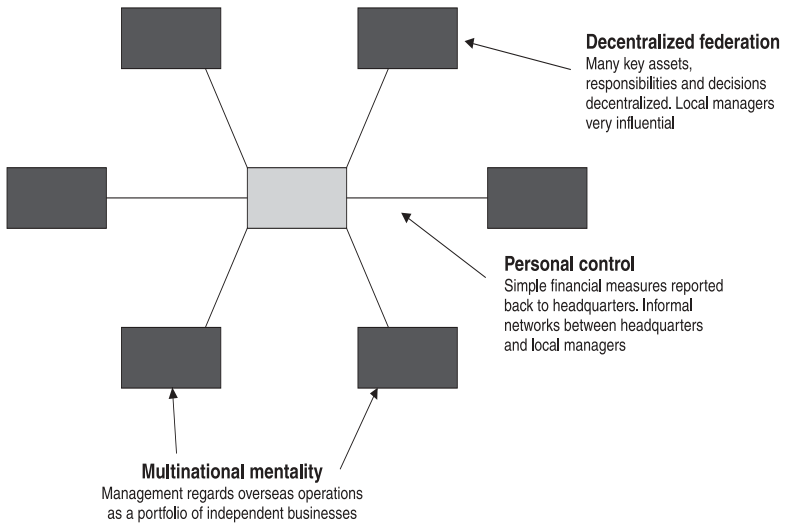 Decentralized federation
Many key assets,
responsibilities and decisions
decentralized. Local managers
very influential
Personal control
Simple financial measures reported
back to headquarters. Informal
networks between headquarters
and local managers
Multinational mentality
Management regards overseas operations
as a portfolio of independent businesses